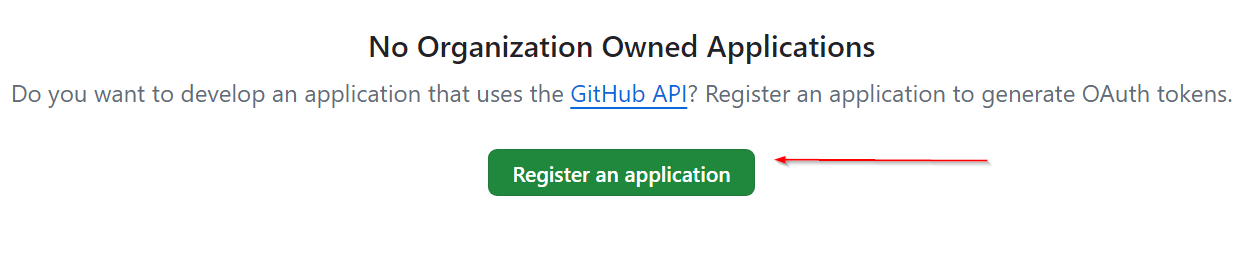 No Organization Owned Applications
Do you want to develop an application that uses the GitHub API? Register an application to generate OAuth tokens.
Register an application